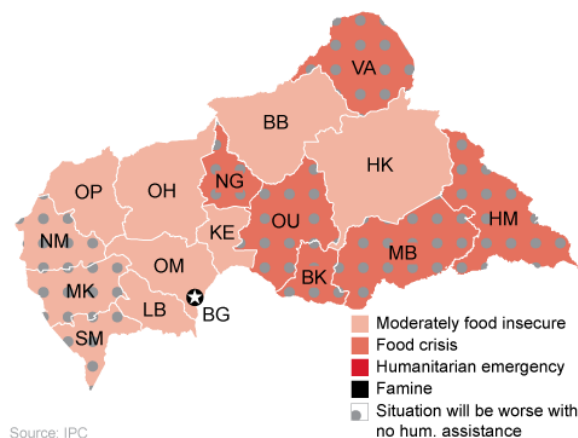 VA
BB
HK
NG
OP
OH
OU
HM
KE
NM
MB
OM
BK
MK
LB
BG
SM
Moderately food insecure
Food crisis
Humanitarian emergency
Famine
Situation will be worse with
no hum. assistance
Source: IPC